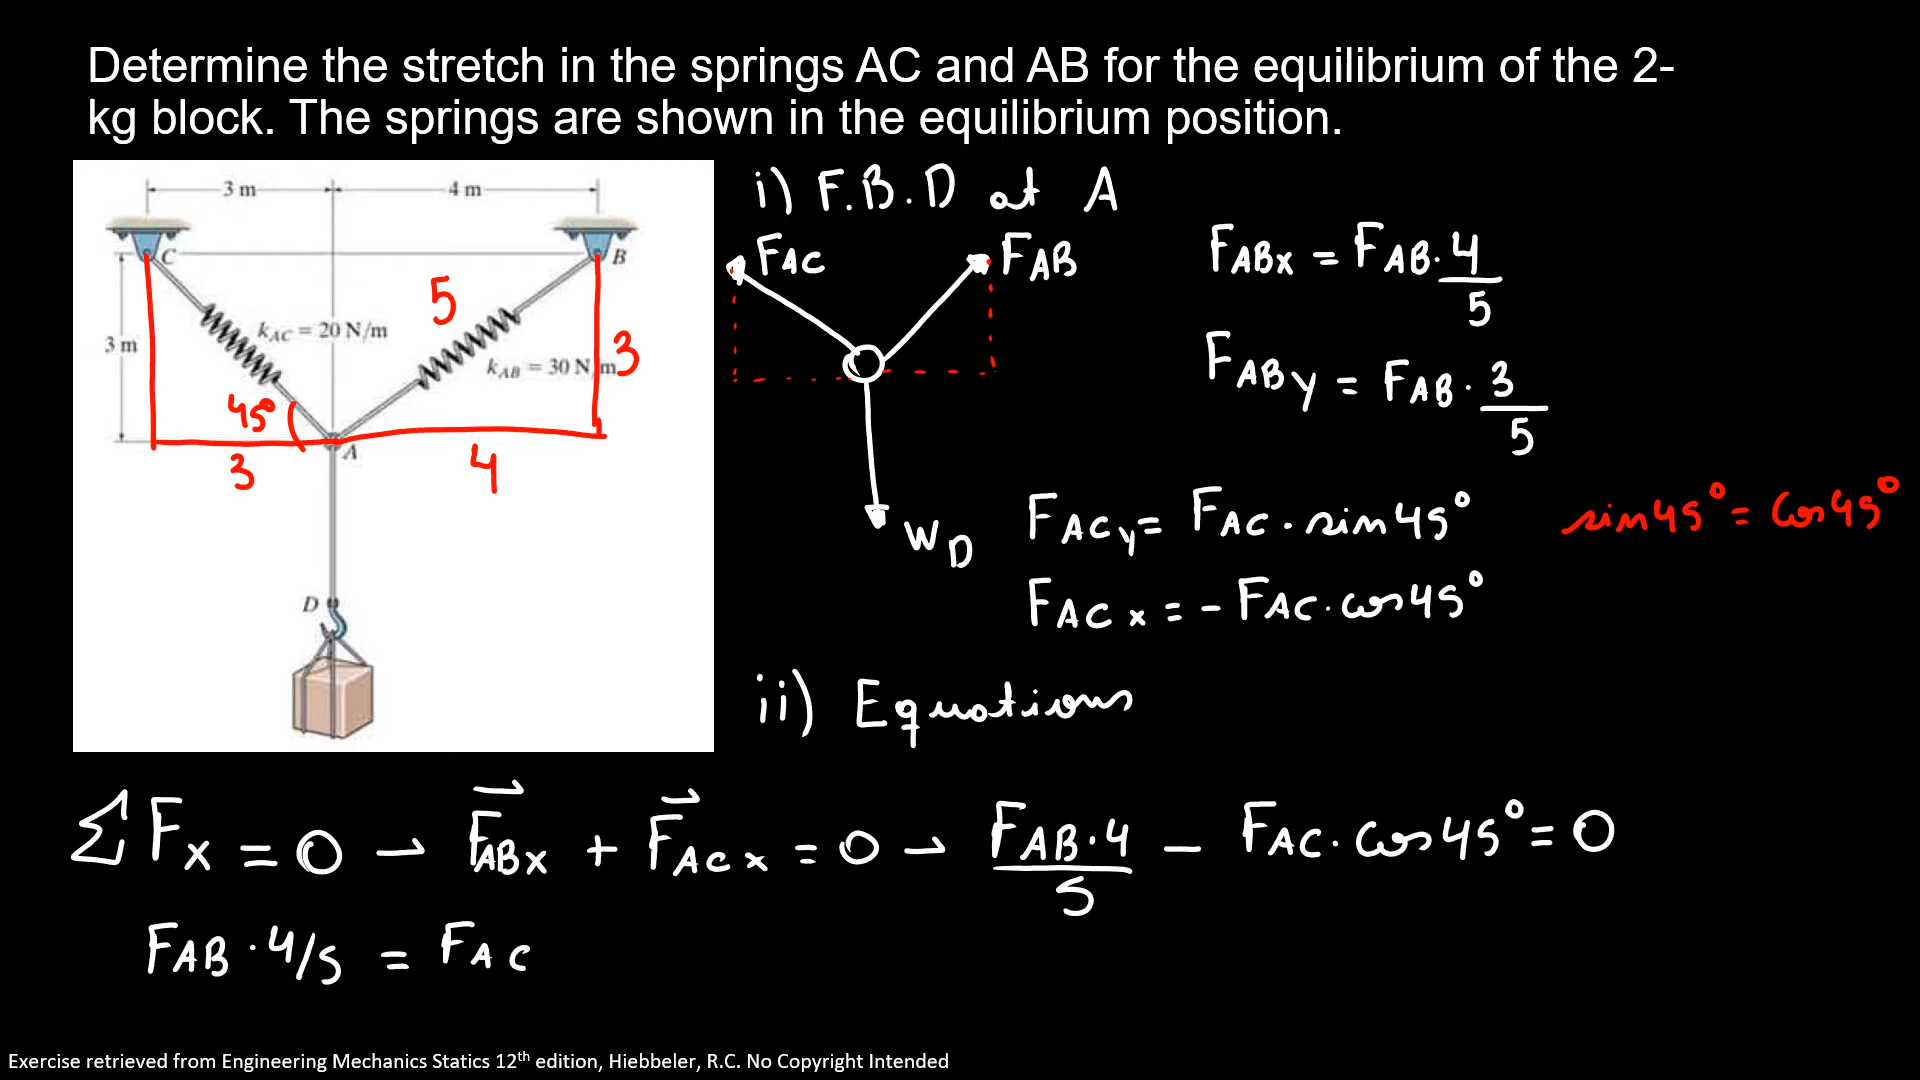 Determine the stretch in the springs AC and AB for the equilibrium of the 2-
kg block. The springs are shown in the equilibrium position.
3 m
4 m
C
B
5
k_AC = 20 N/m
3 m
k_AB = 30 N/m
3
45°
A
3
4
D
i) F.B.D at A
F_AC
F_AB
W_D
F_ABx = F_AB · 4/5
F_ABy = F_AB · 3/5
F_ACy = F_AC · sin45°
sin45° = cos45°
F_ACx = - F_AC · cos45°
ii) Equations
ΣF_x = 0 → F_ABx + F_ACx = 0 → F_AB·4/5 - F_AC · cos45° = 0
F_AB · 4/5 = F_AC
Exercise retrieved from Engineering Mechanics Statics 12th edition, Hiebbeler, R.C. No Copyright Intended